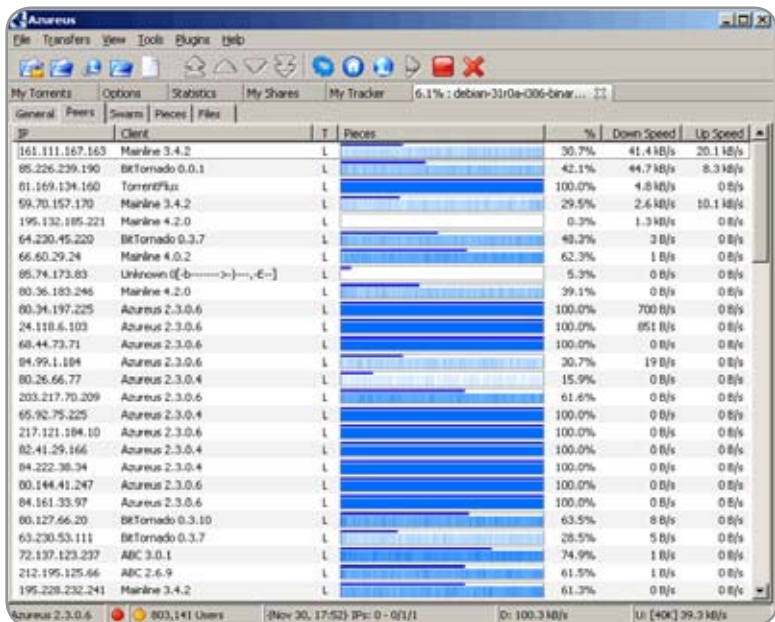 Azureus
File Transfers View Tools Plugins Help
My Torrents Options Statistics My Shares My Tracker 6.1% : debian-31r0a-i386-binar...
General Peers Swarm Pieces Files
IP Client T Pieces % Down Speed Up Speed
161.111.167.163 Mainline 3.4.2 L 30.7% 41.4 kB/s 20.1 kB/s
85.226.239.190 BitTornado 0.0.1 L 42.1% 44.7 kB/s 8.3 kB/s
81.169.134.160 TorrentFlux L 100.0% 4.8 kB/s 0 B/s
59.70.157.170 Mainline 3.4.2 L 29.5% 2.6 kB/s 10.1 kB/s
195.132.185.221 Mainline 4.2.0 L 0.3% 1.3 kB/s 0 B/s
64.230.45.220 BitTornado 0.3.7 L 48.3% 3 B/s 0 B/s
66.60.29.24 Mainline 4.0.2 L 62.3% 1 B/s 0 B/s
85.74.173.83 Unknown L 5.3% 0 B/s 0 B/s
80.36.183.246 Mainline 4.2.0 L 39.1% 0 B/s 0 B/s
80.34.197.225 Azureus 2.3.0.6 L 100.0% 700 B/s 0 B/s
24.118.6.103 Azureus 2.3.0.6 L 100.0% 851 B/s 0 B/s
68.44.73.71 Azureus 2.3.0.6 L 100.0% 0 B/s 0 B/s
84.99.1.184 Azureus 2.3.0.6 L 30.7% 19 B/s 0 B/s
80.26.66.77 Azureus 2.3.0.4 L 15.9% 0 B/s 0 B/s
203.217.70.209 Azureus 2.3.0.6 L 61.6% 0 B/s 0 B/s
65.92.75.225 Azureus 2.3.0.4 L 100.0% 0 B/s 0 B/s
217.121.184.10 Azureus 2.3.0.6 L 100.0% 0 B/s 0 B/s
82.41.29.166 Azureus 2.3.0.4 L 100.0% 0 B/s 0 B/s
84.222.38.34 Azureus 2.3.0.4 L 100.0% 0 B/s 0 B/s
80.144.41.247 Azureus 2.3.0.6 L 100.0% 0 B/s 0 B/s
84.161.33.97 Azureus 2.3.0.6 L 100.0% 0 B/s 0 B/s
80.127.66.20 BitTornado 0.3.10 L 63.5% 8 B/s 0 B/s
63.230.53.111 BitTornado 0.3.7 L 28.5% 5 B/s 0 B/s
72.137.123.237 ABC 3.0.1 L 74.9% 1 B/s 0 B/s
212.195.125.66 ABC 2.6.9 L 61.5% 1 B/s 0 B/s
195.228.232.241 Mainline 3.4.2 L 61.3% 0 B/s 0 B/s
Azureus 2.3.0.6 803,141 Users {Nov 30, 17:52} IPs: 0 - 0/1/1 D: 100.3 kB/s U: [40K] 39.3 kB/s